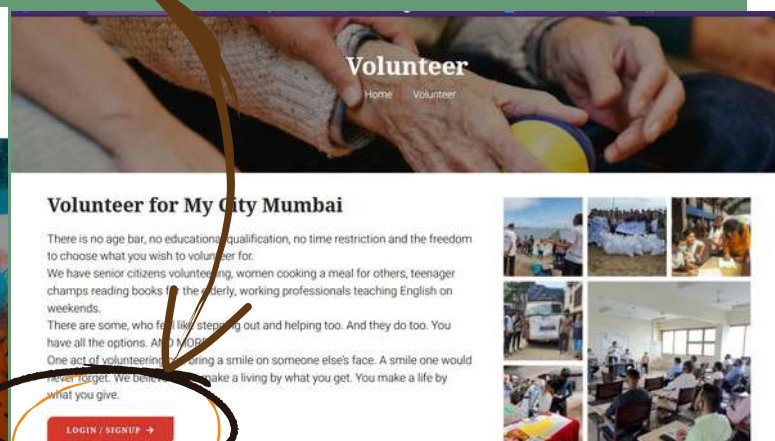 Volunteer
Home Volunteer
Volunteer for My City Mumbai
There is no age bar, no educational qualification, no time restriction and the freedom
to choose what you wish to volunteer for.
We have senior citizens volunteering, women cooking a meal for others, teenager
champs reading books for the elderly, working professionals teaching English on
weekends.
There are some, who feel like stepping out and helping too. And they do too. You
have all the options. AND MORE
One act of volunteering can bring a smile on someone else's face. A smile one would
never forget. We believe make a living by what you get. You make a life by
what you give.
LOGIN / SIGNUP →